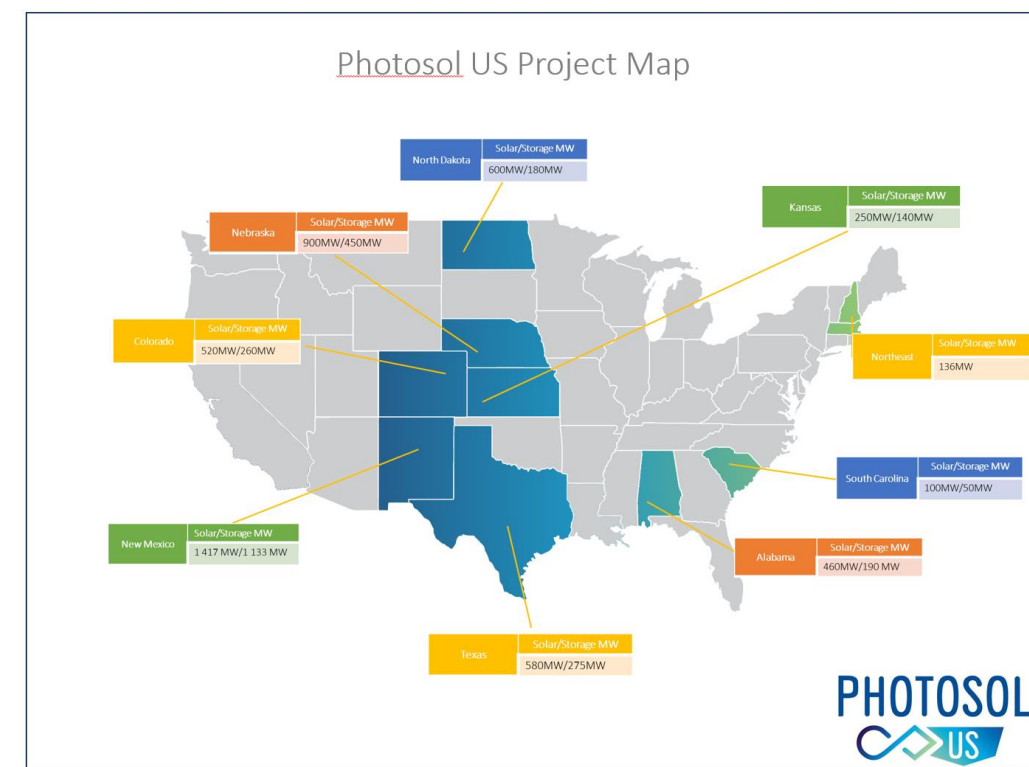 Photosol US Project Map
North Dakota
Solar/Storage MW
600MW/180MW
Kansas
Solar/Storage MW
250MW/140MW
Nebraska
Solar/Storage MW
900MW/450MW
Colorado
Solar/Storage MW
520MW/260MW
Northeast
Solar/Storage MW
136MW
South Carolina
Solar/Storage MW
100MW/50MW
New Mexico
Solar/Storage MW
1 417 MW/1 133 MW
Alabama
Solar/Storage MW
460MW/190 MW
Texas
Solar/Storage MW
580MW/275MW
PHOTOSOL
US